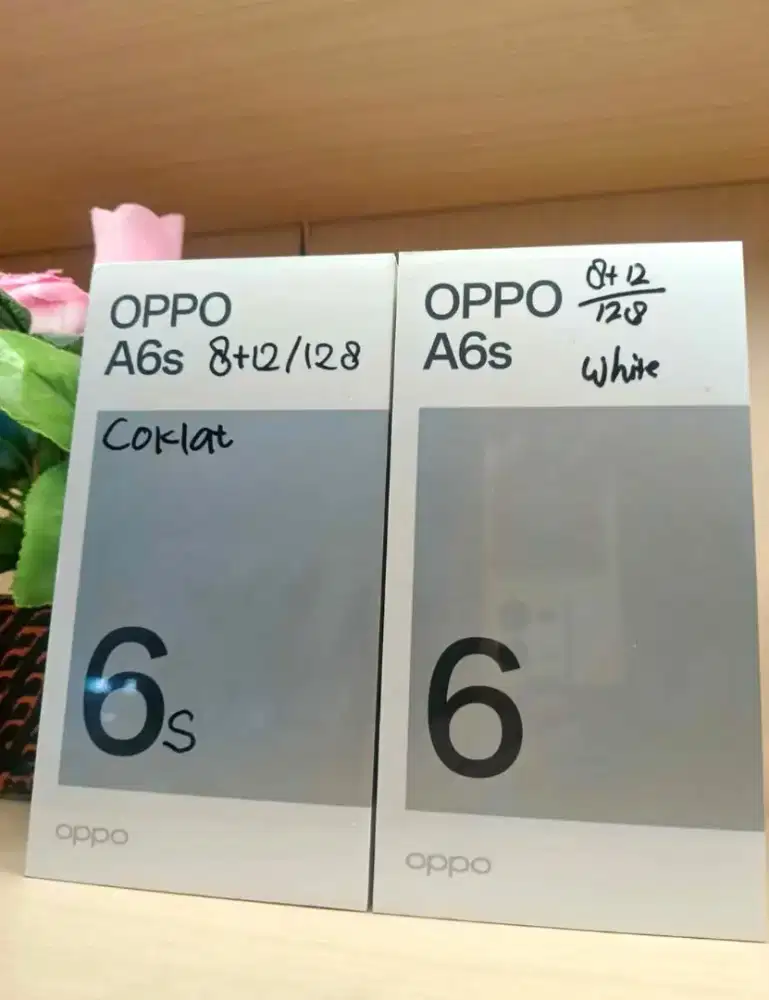 OPPO
A6s 8+12/128
Coklat
6s
oppo
OPPO 8+12
128
A6s White
6
oppo